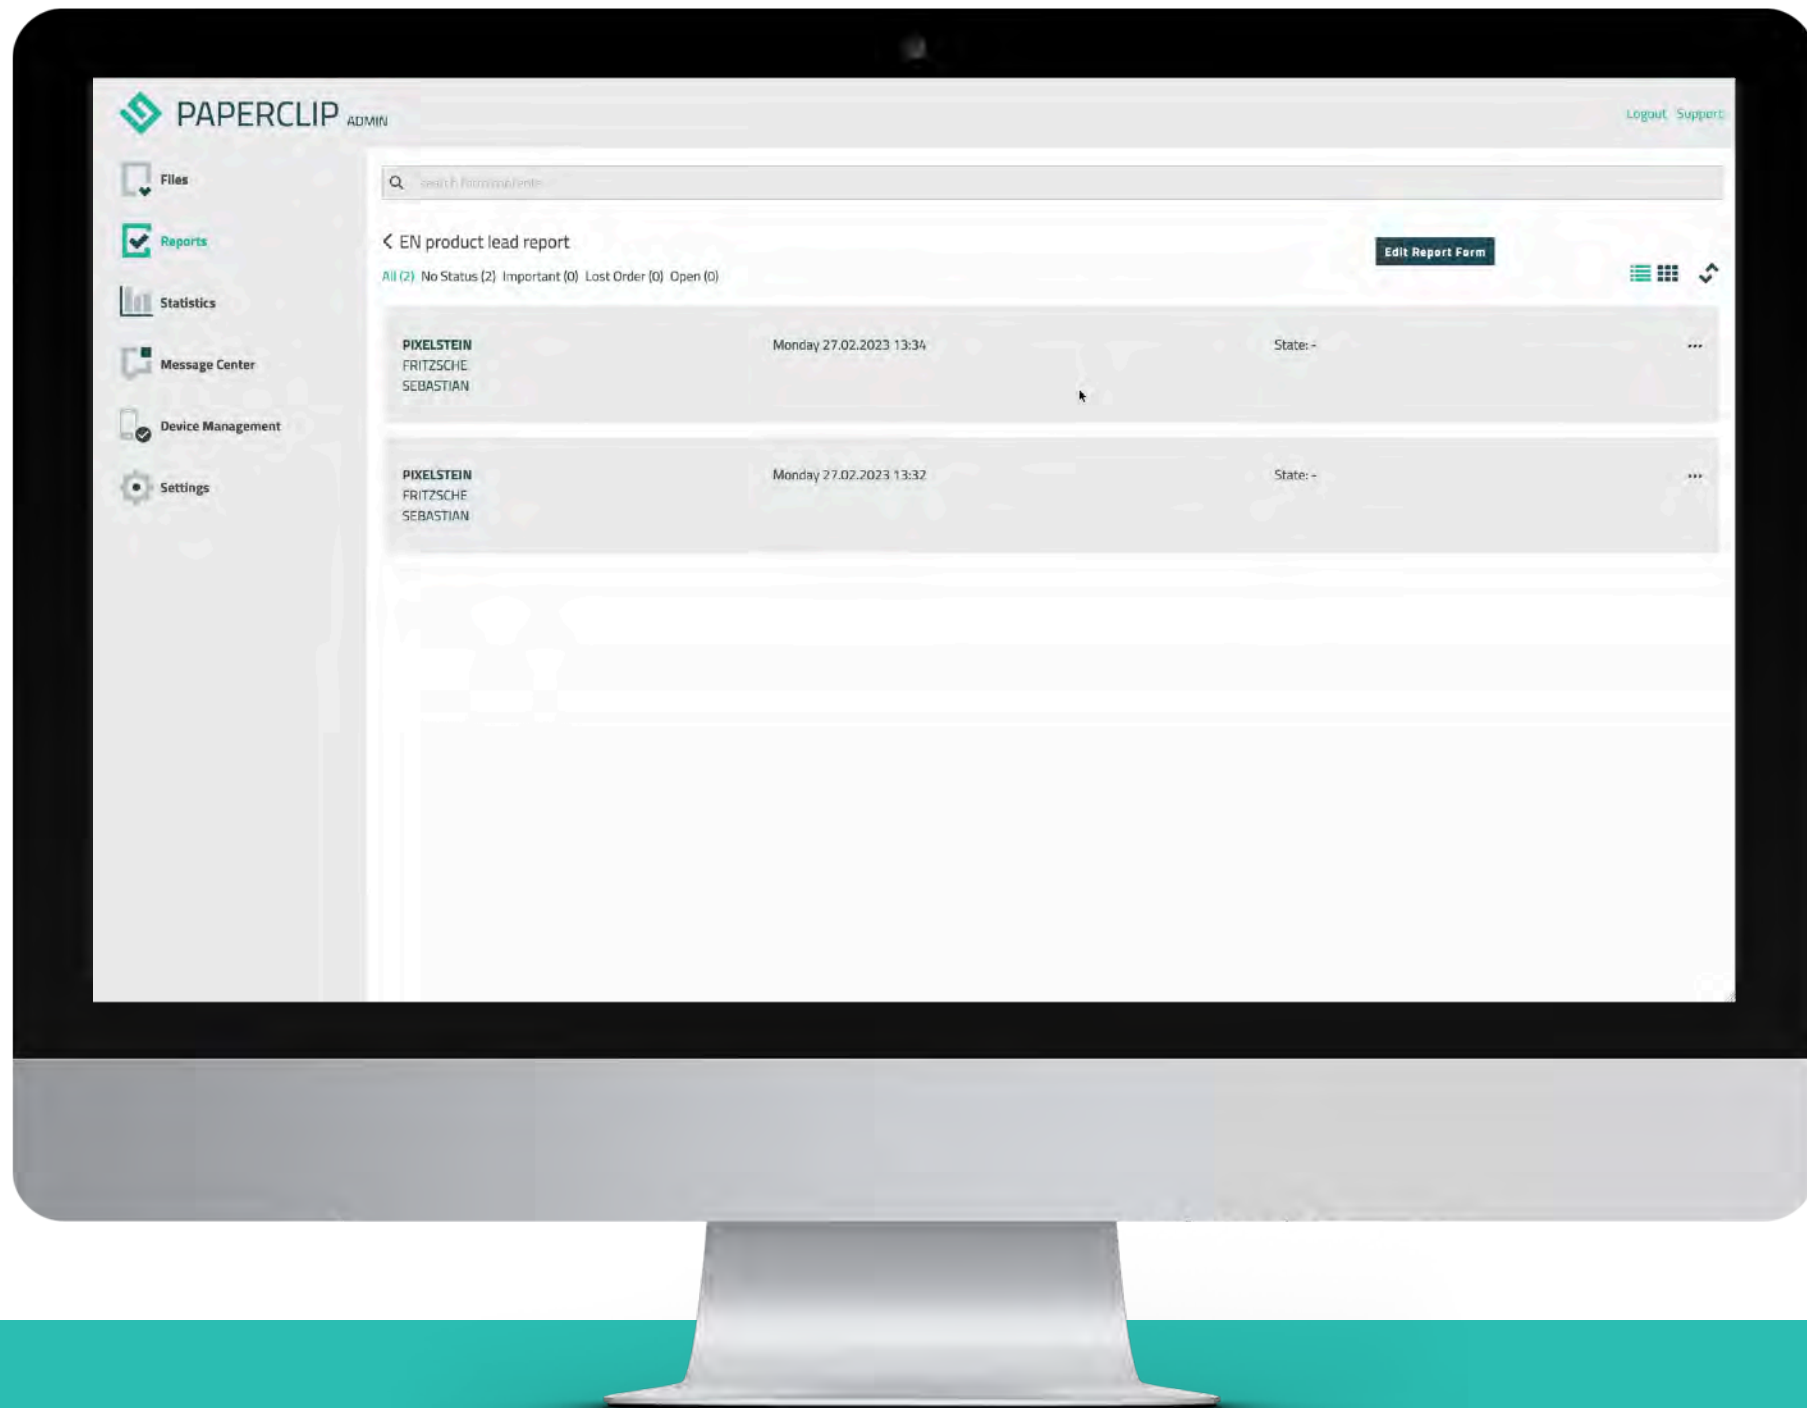 PAPERCLIP ADMIN
Logout Support
Files
Reports
Statistics
Message Center
Device Management
Settings
EN product lead report
Edit Report Form
All (2) No Status (2) Important (0) Lost Order (0) Open (0)
PIXELSTEIN Monday 27.02.2023 13:34 State: - ...
FRITZSCHE
SEBASTIAN
PIXELSTEIN Monday 27.02.2023 13:32 State: - ...
FRITZSCHE
SEBASTIAN